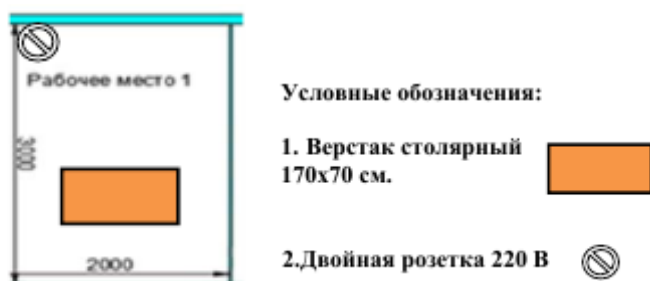 Рабочее место 1
3000
2000
Условные обозначения:
1. Верстак столярный
170х70 см.
2.Двойная розетка 220 В